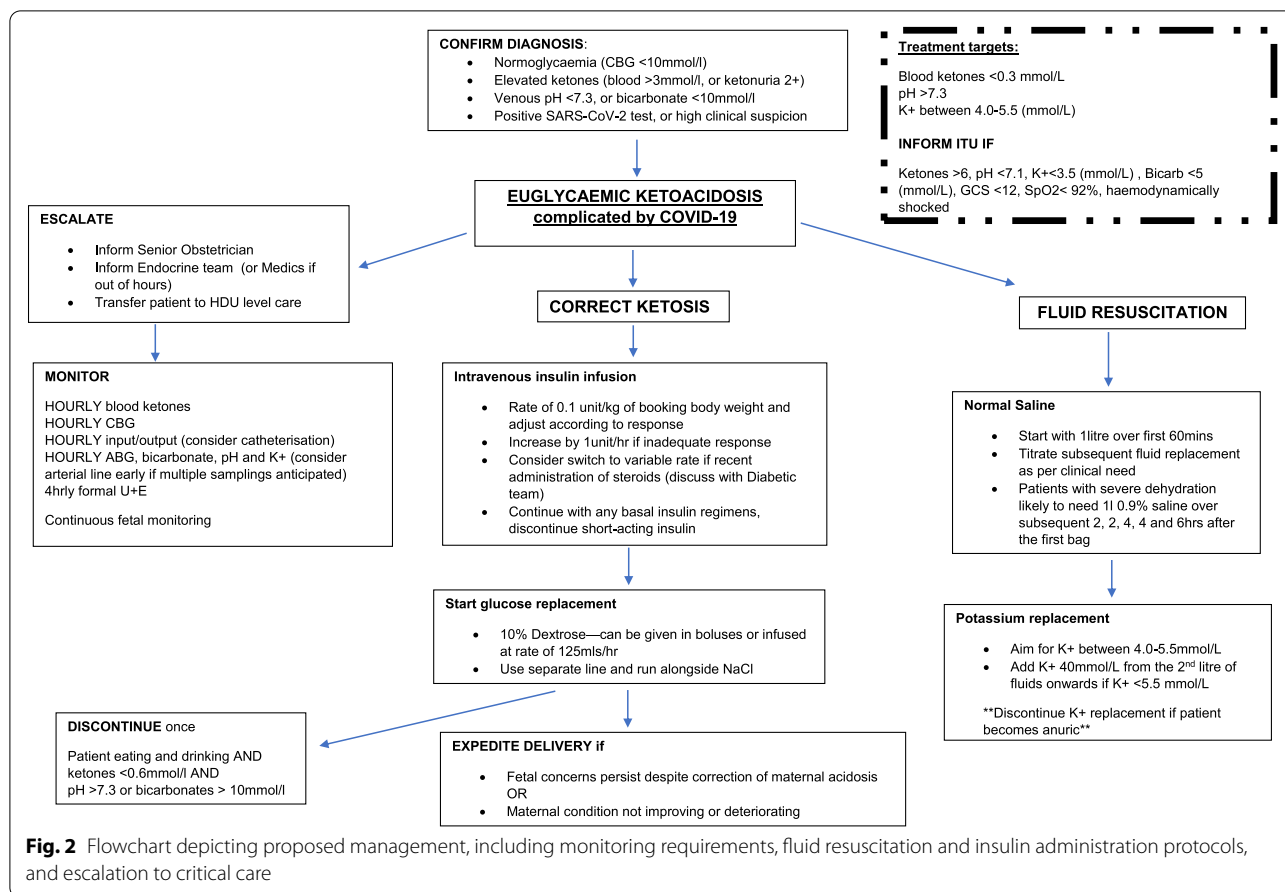 CONFIRM DIAGNOSIS:
• Normoglycaemia (CBG <10mmol/l)
• Elevated ketones (blood >3mmol/l, or ketonuria 2+)
• Venous pH <7.3, or bicarbonate <10mmol/l
• Positive SARS-CoV-2 test, or high clinical suspicion
Treatment targets:
Blood ketones <0.3 mmol/L
pH >7.3
K+ between 4.0-5.5 (mmol/L)
INFORM ITU IF
Ketones >6, pH <7.1, K+<3.5 (mmol/L) , Bicarb <5
(mmol/L), GCS <12, SpO2< 92%, haemodynamically
shocked
EUGLYCAEMIC KETOACIDOSIS
complicated by COVID-19
ESCALATE
• Inform Senior Obstetrician
• Inform Endocrine team (or Medics if
out of hours)
• Transfer patient to HDU level care
MONITOR
HOURLY blood ketones
HOURLY CBG
HOURLY input/output (consider catheterisation)
HOURLY ABG, bicarbonate, pH and K+ (consider
arterial line early if multiple samplings anticipated)
4hrly formal U+E
Continuous fetal monitoring
CORRECT KETOSIS
Intravenous insulin infusion
• Rate of 0.1 unit/kg of booking body weight and
adjust according to response
• Increase by 1unit/hr if inadequate response
• Consider switch to variable rate if recent
administration of steroids (discuss with Diabetic
team)
• Continue with any basal insulin regimens,
discontinue short-acting insulin
Start glucose replacement
• 10% Dextrose—can be given in boluses or infused
at rate of 125mls/hr
• Use separate line and run alongside NaCl
DISCONTINUE once
Patient eating and drinking AND
ketones <0.6mmol/l AND
pH >7.3 or bicarbonates > 10mmol/l
EXPEDITE DELIVERY if
• Fetal concerns persist despite correction of maternal acidosis
OR
• Maternal condition not improving or deteriorating
FLUID RESUSCITATION
Normal Saline
• Start with 1litre over first 60mins
• Titrate subsequent fluid replacement
as per clinical need
• Patients with severe dehydration
likely to need 1l 0.9% saline over
subsequent 2, 2, 4, 4 and 6hrs after
the first bag
Potassium replacement
• Aim for K+ between 4.0-5.5mmol/L
• Add K+ 40mmol/L from the 2nd litre of
fluids onwards if K+ <5.5 mmol/L
**Discontinue K+ replacement if patient
becomes anuric**
Fig. 2 Flowchart depicting proposed management, including monitoring requirements, fluid resuscitation and insulin administration protocols,
and escalation to critical care